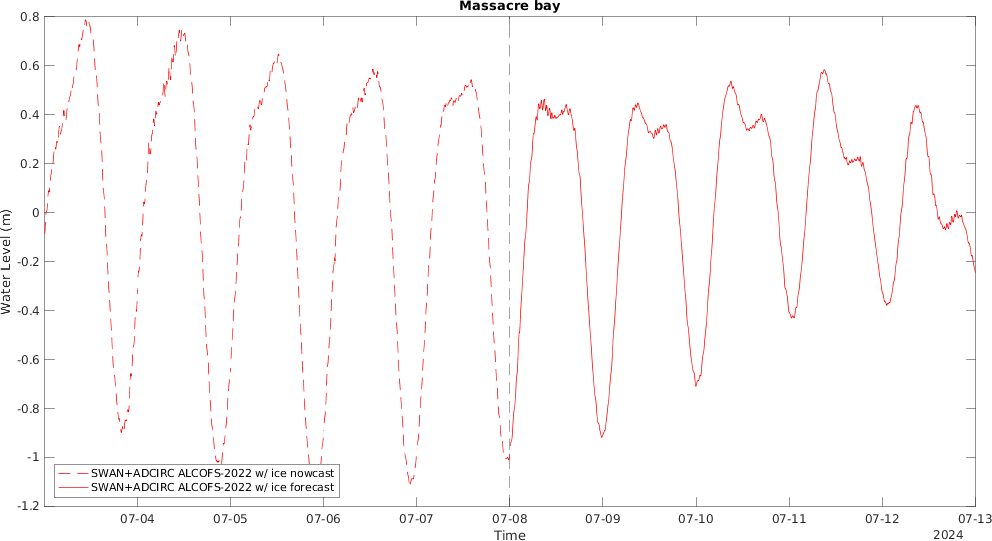 Massacre bay
0.8
0.6
0.4
0.2
0
-0.2
-0.4
-0.6
-0.8
-1
-1.2
Water Level (m)
SWAN+ADCIRC ALCOFS-2022 w/ ice nowcast
SWAN+ADCIRC ALCOFS-2022 w/ ice forecast
07-04 07-05 07-06 07-07 07-08 07-09 07-10 07-11 07-12 07-13
Time
2024